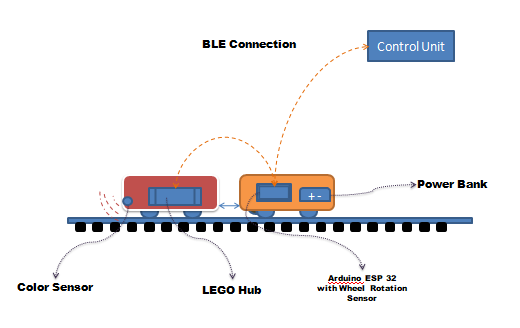 BLE Connection
Control Unit
+ -
Power Bank
Color Sensor
LEGO Hub
Arduino ESP 32
with Wheel Rotation
Sensor